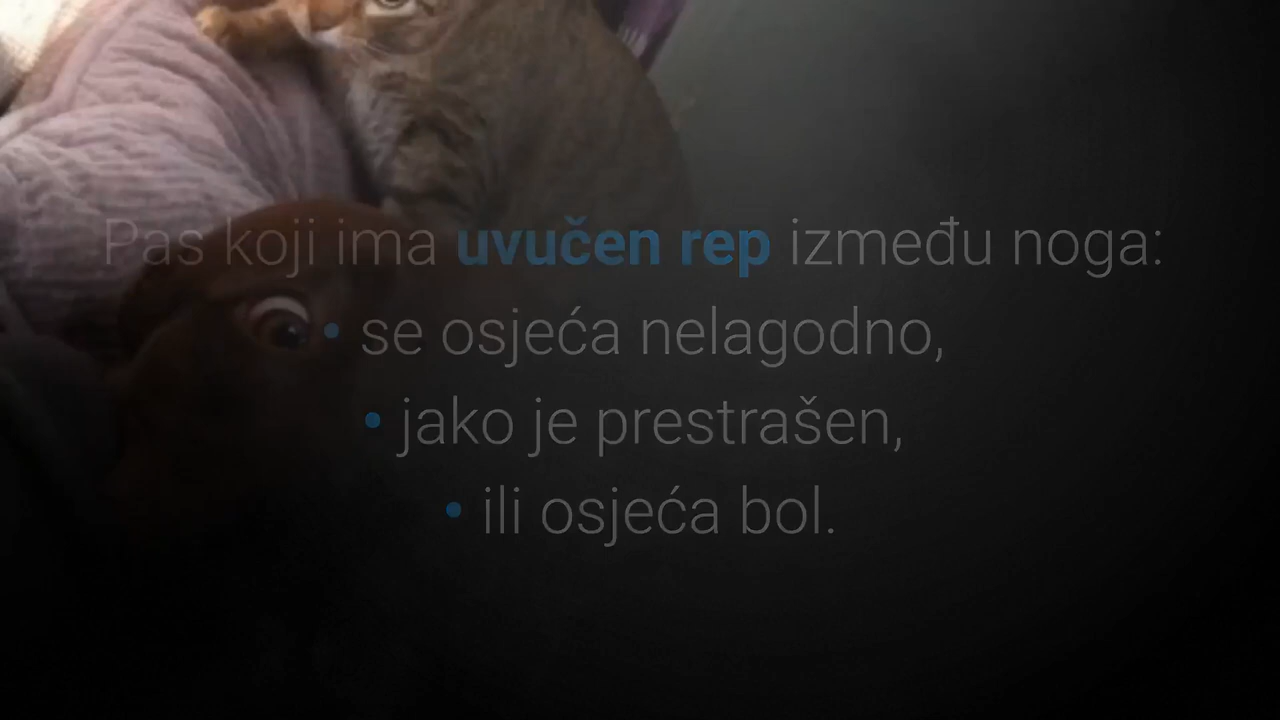 Pas koji ima uvučen rep između noga:
• se osjeća nelagodno,
• jako je prestrašen,
• ili osjeća bol.